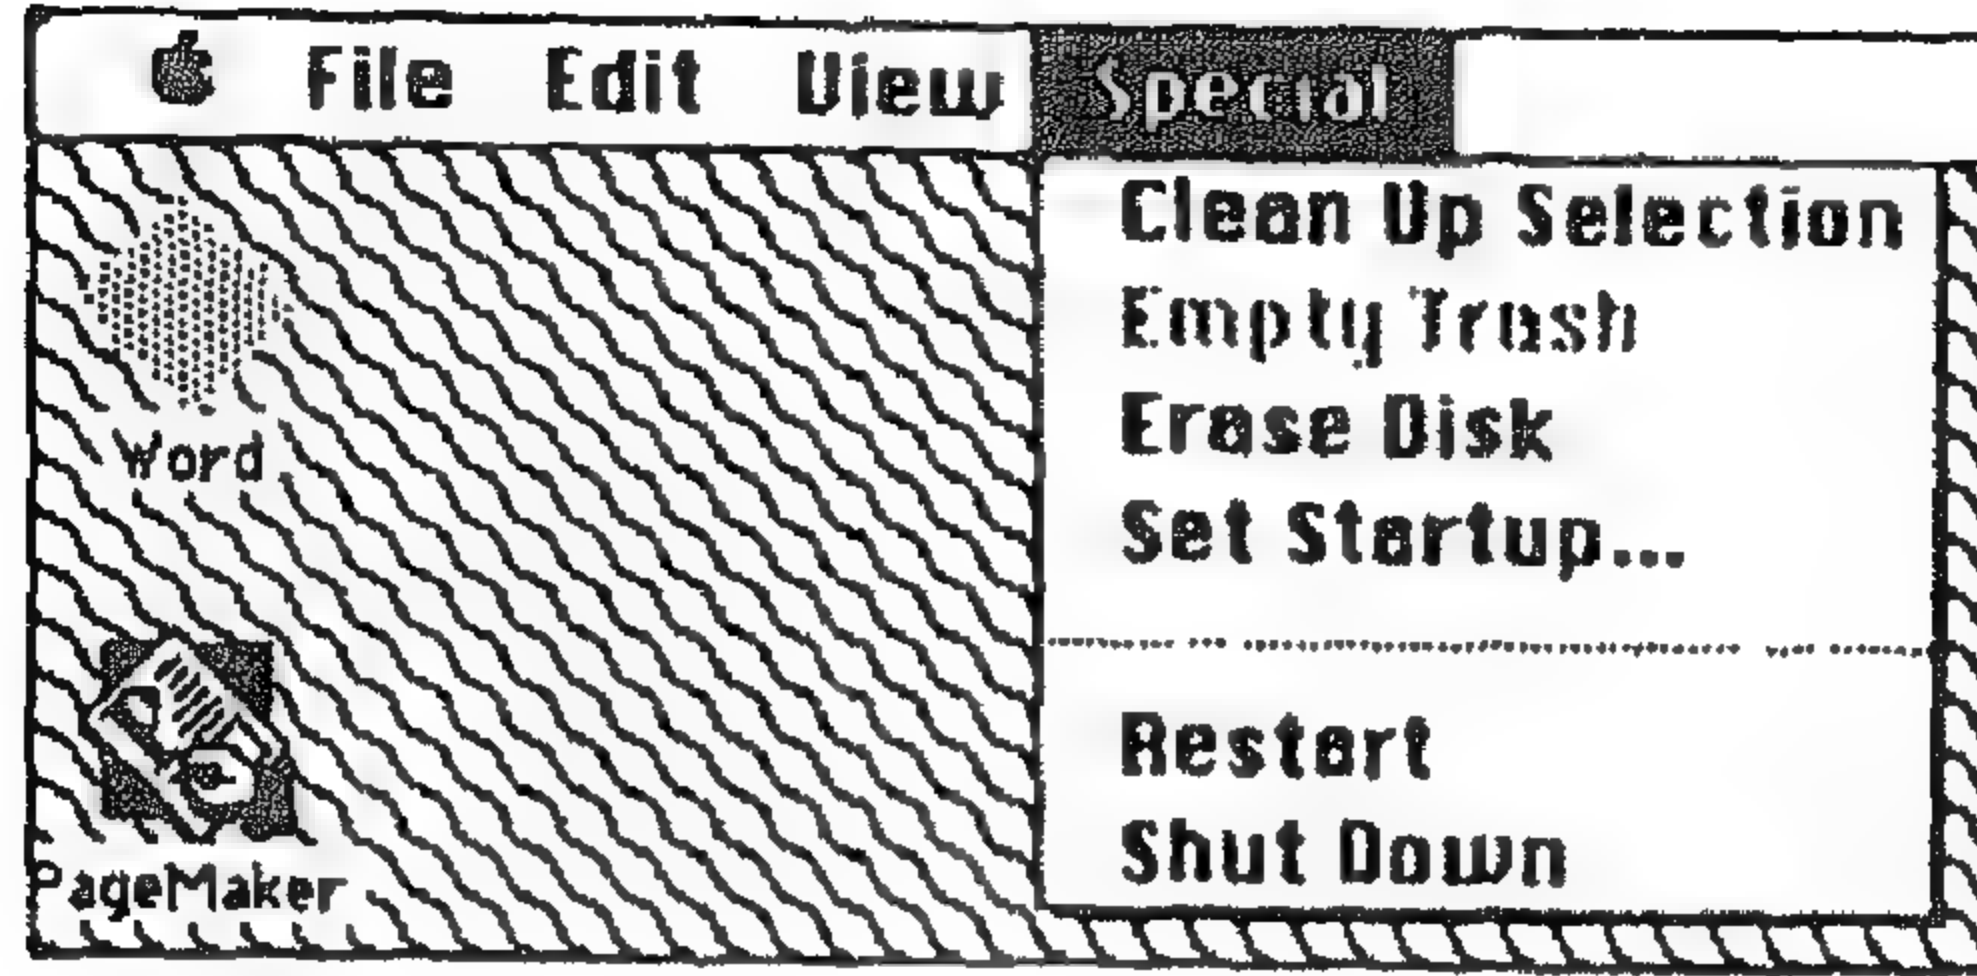 File Edit View Special
Clean Up Selection
Empty Trash
Erase Disk
Set Startup...
Restart
Shut Down
Word
PageMaker